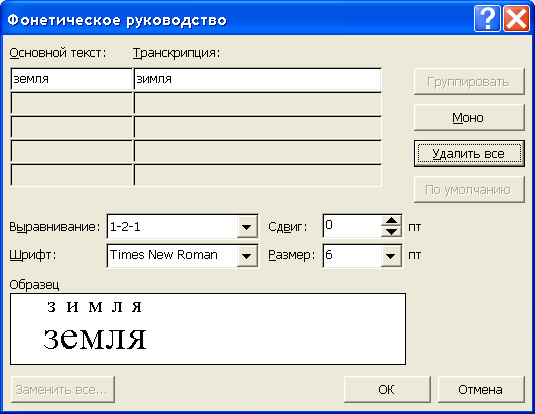 Фонетическое руководство
Основной текст: Транскрипция:
земля зимля
Группировать
Моно
Удалить все
По умолчанию
Выравнивание: 1-2-1 Сдвиг: 0 пт
Шрифт: Times New Roman Размер: 6 пт
Образец
зимля
земля
Заменить все... ОК Отмена